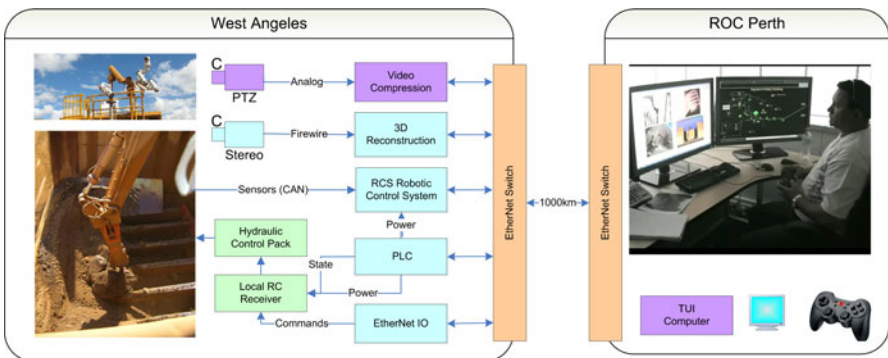 West Angeles
ROC Perth
C
PTZ
Analog
Video
Compression
C
Stereo
Firewire
3D
Reconstruction
Sensors (CAN)
RCS Robotic
Control System
Power
Hydraulic
Control Pack
State
PLC
Local RC
Receiver
Power
Commands
EtherNet IO
EtherNet Switch
1000km
EtherNet Switch
TUI
Computer